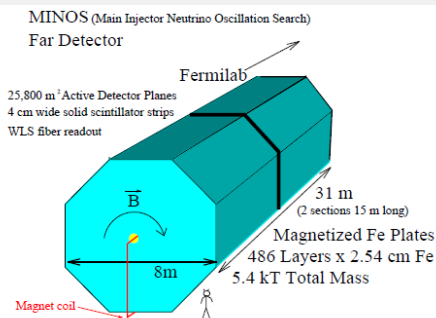 MINOS (Main Injector Neutrino Oscillation Search)
Far Detector
Fermilab
25,800 m² Active Detector Planes
4 cm wide solid scintillator strips
WLS fiber readout
B
31 m
(2 sections 15 m long)
8m
Magnetized Fe Plates
486 Layers x 2.54 cm Fe
5.4 kT Total Mass
Magnet coil